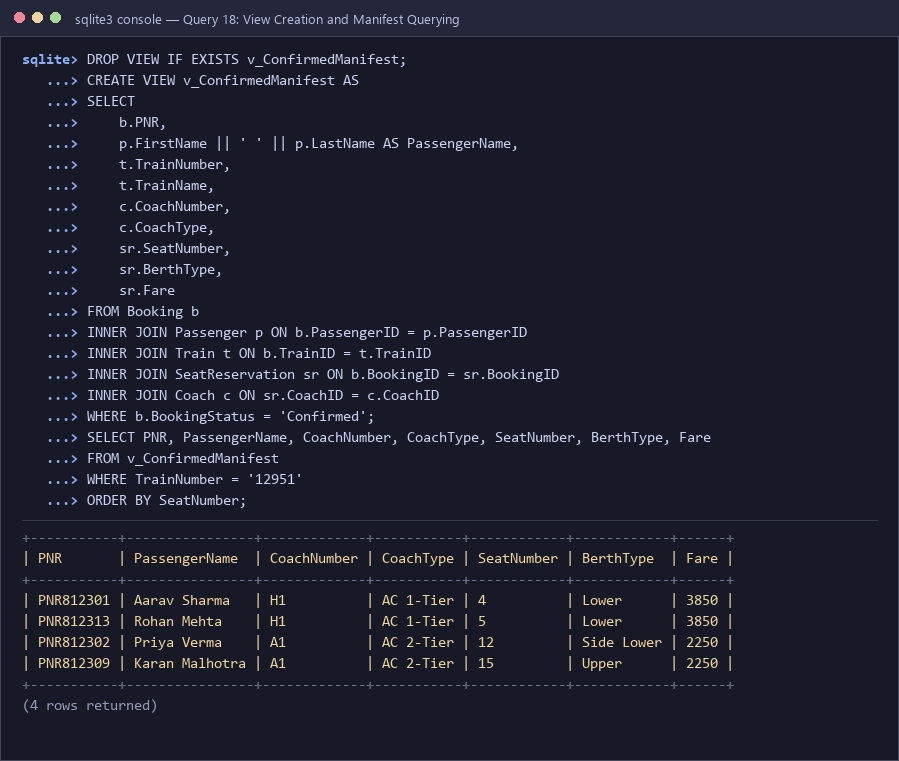 sqlite3 console — Query 18: View Creation and Manifest Querying
sqlite> DROP VIEW IF EXISTS v_ConfirmedManifest;
...> CREATE VIEW v_ConfirmedManifest AS
...> SELECT
...>     b.PNR,
...>     p.FirstName || ' ' || p.LastName AS PassengerName,
...>     t.TrainNumber,
...>     t.TrainName,
...>     c.CoachNumber,
...>     c.CoachType,
...>     sr.SeatNumber,
...>     sr.BerthType,
...>     sr.Fare
...> FROM Booking b
...> INNER JOIN Passenger p ON b.PassengerID = p.PassengerID
...> INNER JOIN Train t ON b.TrainID = t.TrainID
...> INNER JOIN SeatReservation sr ON b.BookingID = sr.BookingID
...> INNER JOIN Coach c ON sr.CoachID = c.CoachID
...> WHERE b.BookingStatus = 'Confirmed';
...> SELECT PNR, PassengerName, CoachNumber, CoachType, SeatNumber, BerthType, Fare
...> FROM v_ConfirmedManifest
...> WHERE TrainNumber = '12951'
...> ORDER BY SeatNumber;
+-----------+----------------+-------------+-----------+------------+------------+------+
| PNR       | PassengerName  | CoachNumber | CoachType | SeatNumber | BerthType  | Fare |
+-----------+----------------+-------------+-----------+------------+------------+------+
| PNR812301 | Aarav Sharma   | H1          | AC 1-Tier | 4          | Lower      | 3850 |
| PNR812313 | Rohan Mehta    | H1          | AC 1-Tier | 5          | Lower      | 3850 |
| PNR812302 | Priya Verma    | A1          | AC 2-Tier | 12         | Side Lower | 2250 |
| PNR812309 | Karan Malhotra | A1          | AC 2-Tier | 15         | Upper      | 2250 |
+-----------+----------------+-------------+-----------+------------+------------+------+
(4 rows returned)